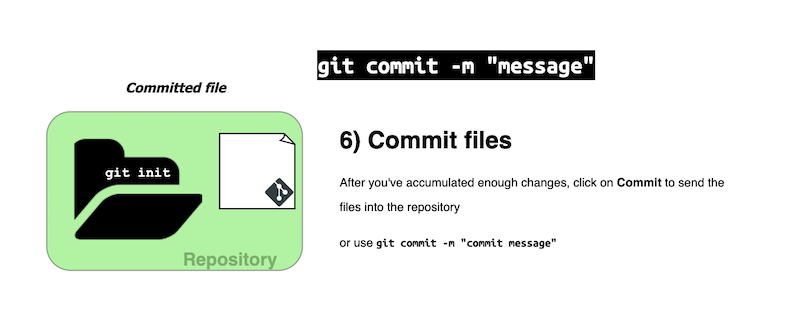 git commit -m "message"
Committed file
git init
Repository
6) Commit files
After you've accumulated enough changes, click on Commit to send the
files into the repository
or use git commit -m "commit message"